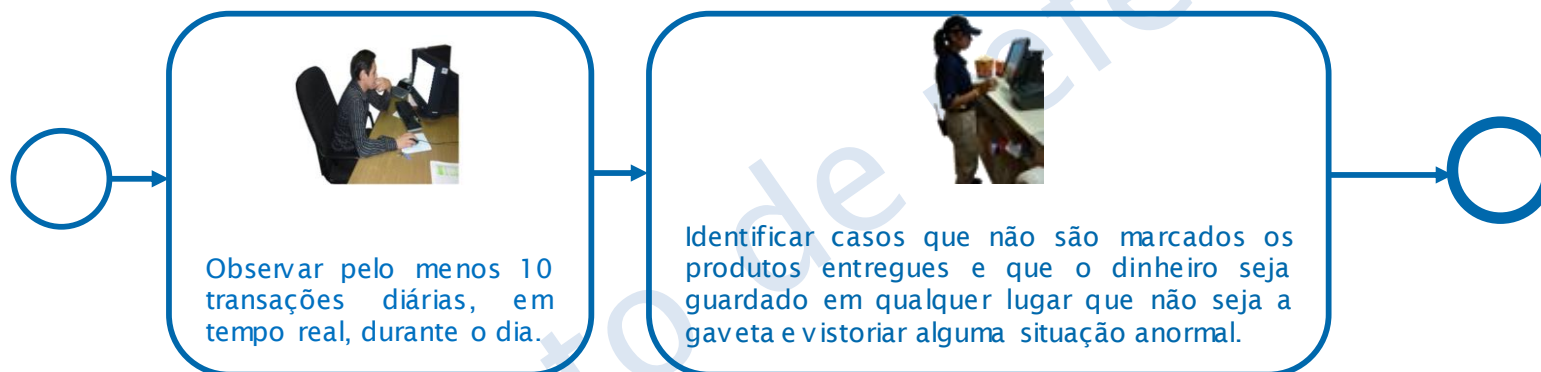 Observar pelo menos 10
transações diárias, em
tempo real, durante o dia.
Identificar casos que não são marcados os
produtos entregues e que o dinheiro seja
guardado em qualquer lugar que não seja a
gaveta e vistoriar alguma situação anormal.